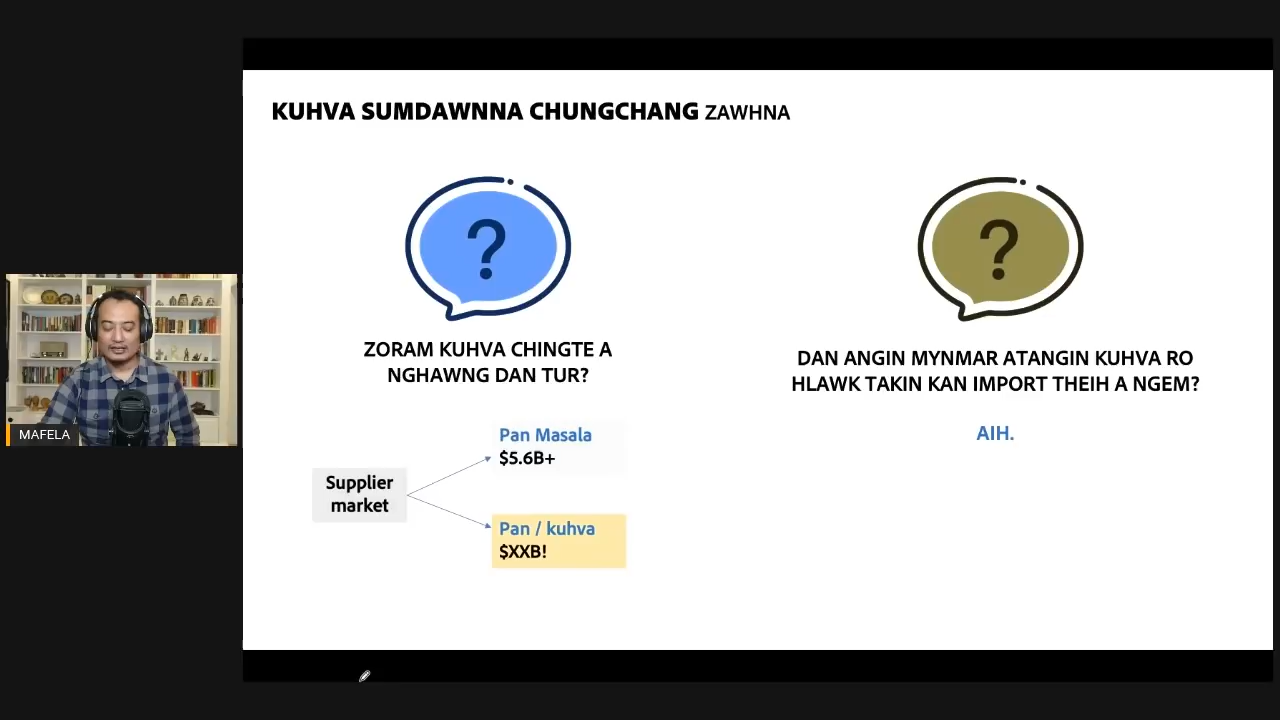 KUHVA SUMDAWNNA CHUNGCHANG ZAWHNA
ZORAM KUHVA CHINGTE A
NGHAWNG DAN TUR?
Supplier
market
Pan Masala
$5.6B+
Pan / kuhva
$XXB!
DAN ANGIN MYNMAR ATANGIN KUHVA RO
HLAWK TAKIN KAN IMPORT THEIH A NGEM?
AIH.
MAFELA